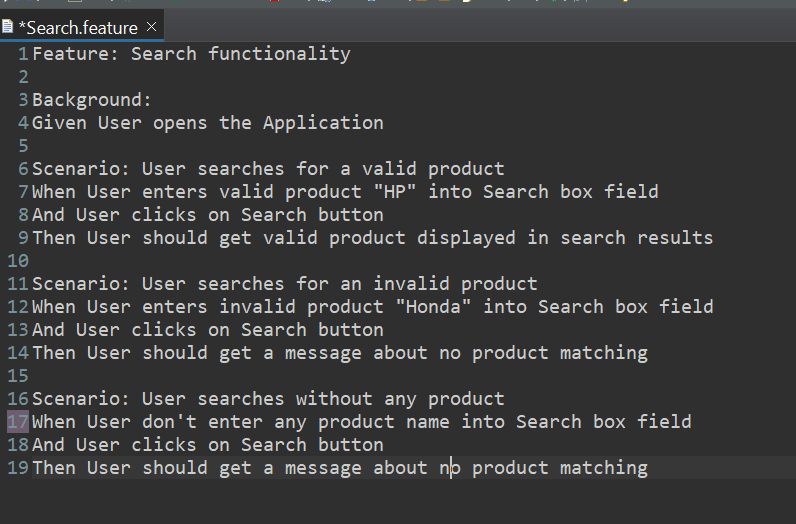 *Search.feature
1 Feature: Search functionality
2
3 Background:
4 Given User opens the Application
5
6 Scenario: User searches for a valid product
7 When User enters valid product "HP" into Search box field
8 And User clicks on Search button
9 Then User should get valid product displayed in search results
10
11 Scenario: User searches for an invalid product
12 When User enters invalid product "Honda" into Search box field
13 And User clicks on Search button
14 Then User should get a message about no product matching
15
16 Scenario: User searches without any product
17 When User don't enter any product name into Search box field
18 And User clicks on Search button
19 Then User should get a message about no product matching